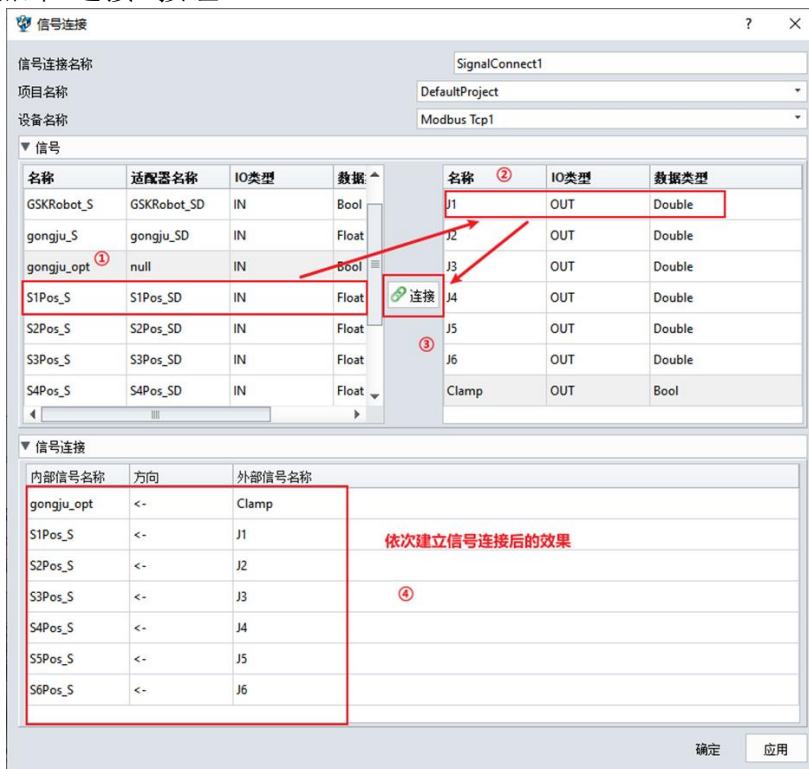 信号连接
?
信号连接名称 SignalConnect1
项目名称 DefaultProject
设备名称 Modbus Tcp1
信号
名称 适配器名称 IO类型 数据 名称 ② IO类型 数据类型
GSKRobot_S GSKRobot_SD IN Bool J1 OUT Double
gongju_S gongju_SD IN Float J2 OUT Double
gongju_opt ① null IN Bool J3 OUT Double
S1Pos_S S1Pos_SD IN Float 连接 J4 OUT Double
S2Pos_S S2Pos_SD IN Float ③ J5 OUT Double
S3Pos_S S3Pos_SD IN Float J6 OUT Double
S4Pos_S S4Pos_SD IN Float Clamp OUT Bool
信号连接
内部信号名称 方向 外部信号名称
gongju_opt <- Clamp
S1Pos_S <- J1 依次建立信号连接后的效果
S2Pos_S <- J2
S3Pos_S <- J3 ④
S4Pos_S <- J4
S5Pos_S <- J5
S6Pos_S <- J6
确定 应用